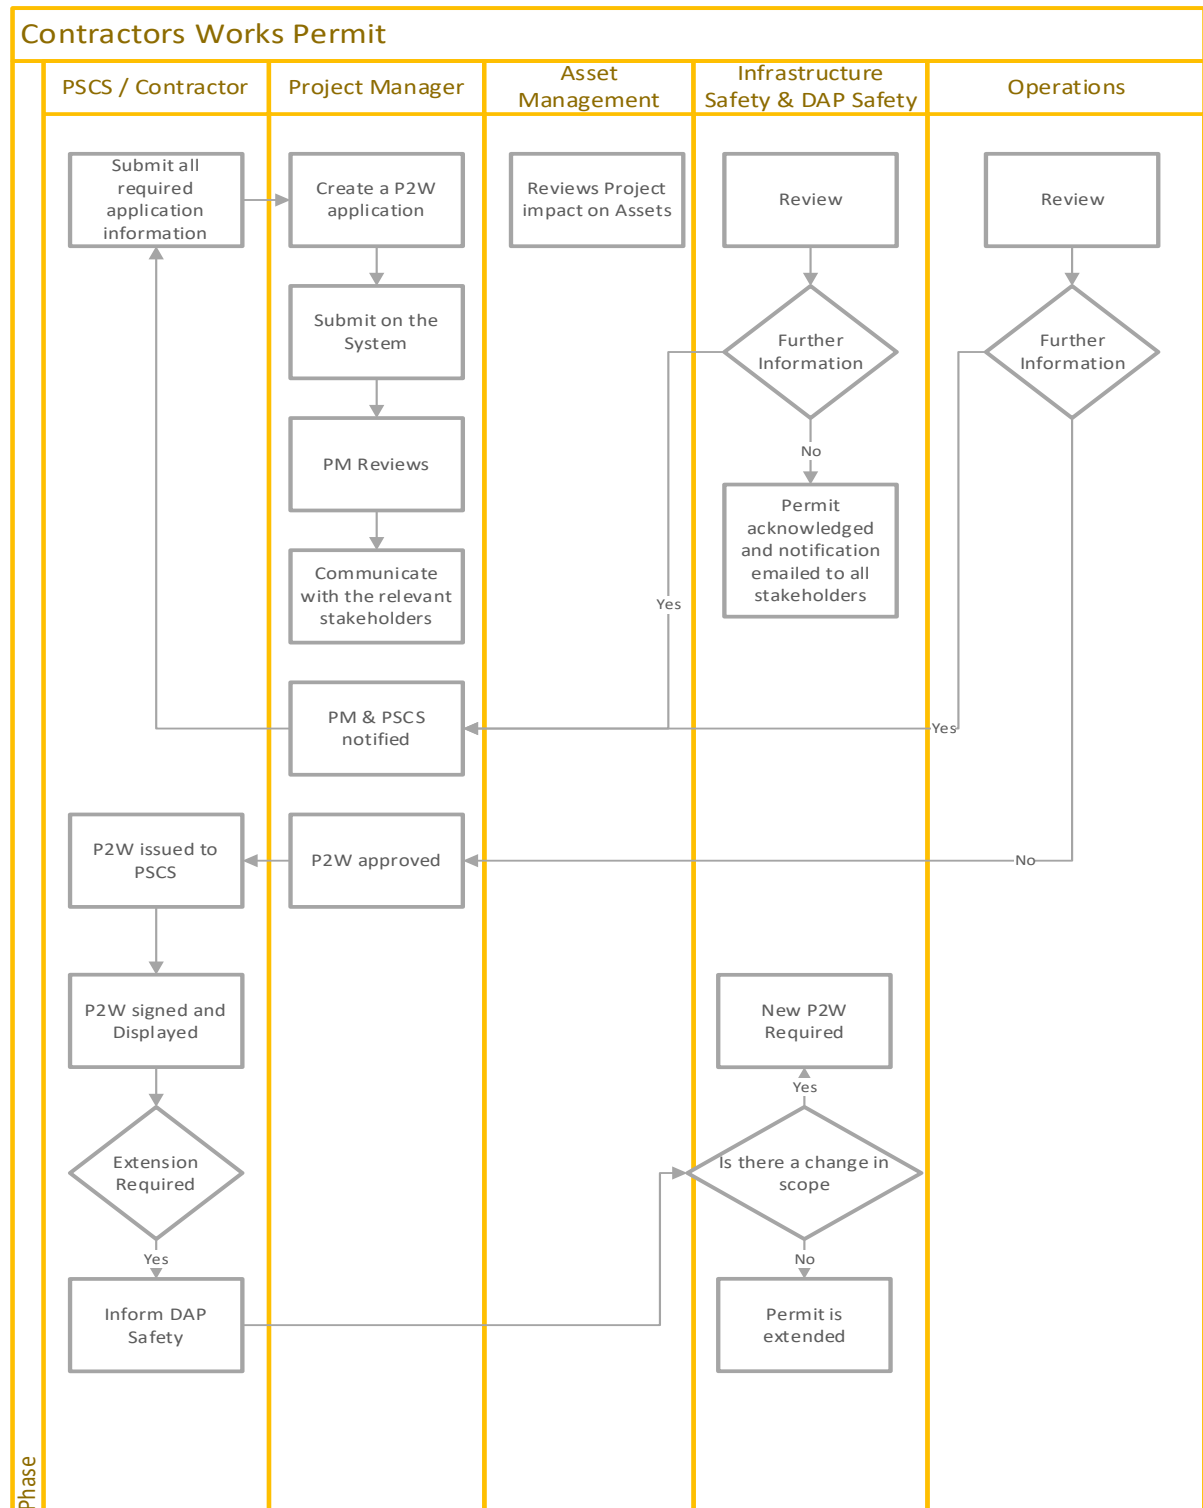 Contractors Works Permit
PSCS / Contractor
Project Manager
Asset
Management
Infrastructure
Safety & DAP Safety
Operations
Submit all
required
application
information
Create a P2W
application
Reviews Project
impact on Assets
Review
Review
Submit on the
System
Further
Information
Further
Information
PM Reviews
No
Permit
acknowledged
and notification
emailed to all
stakeholders
Communicate
with the relevant
stakeholders
Yes
PM & PSCS
notified
Yes
P2W issued to
PSCS
P2W approved
No
P2W signed and
Displayed
New P2W
Required
Yes
Extension
Required
Is there a change in
scope
Yes
No
Inform DAP
Safety
Permit is
extended
Phase